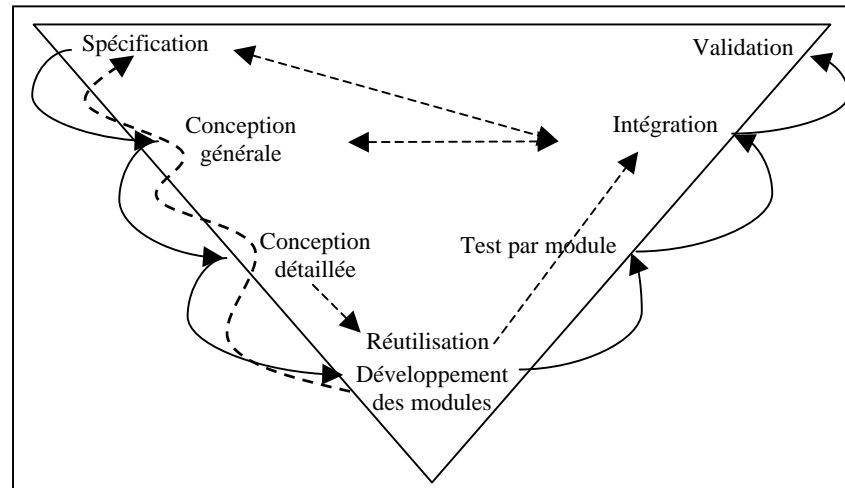 Spécification
Validation
Conception
générale
Intégration
Conception
détaillée
Test par module
Réutilisation
Développement
des modules